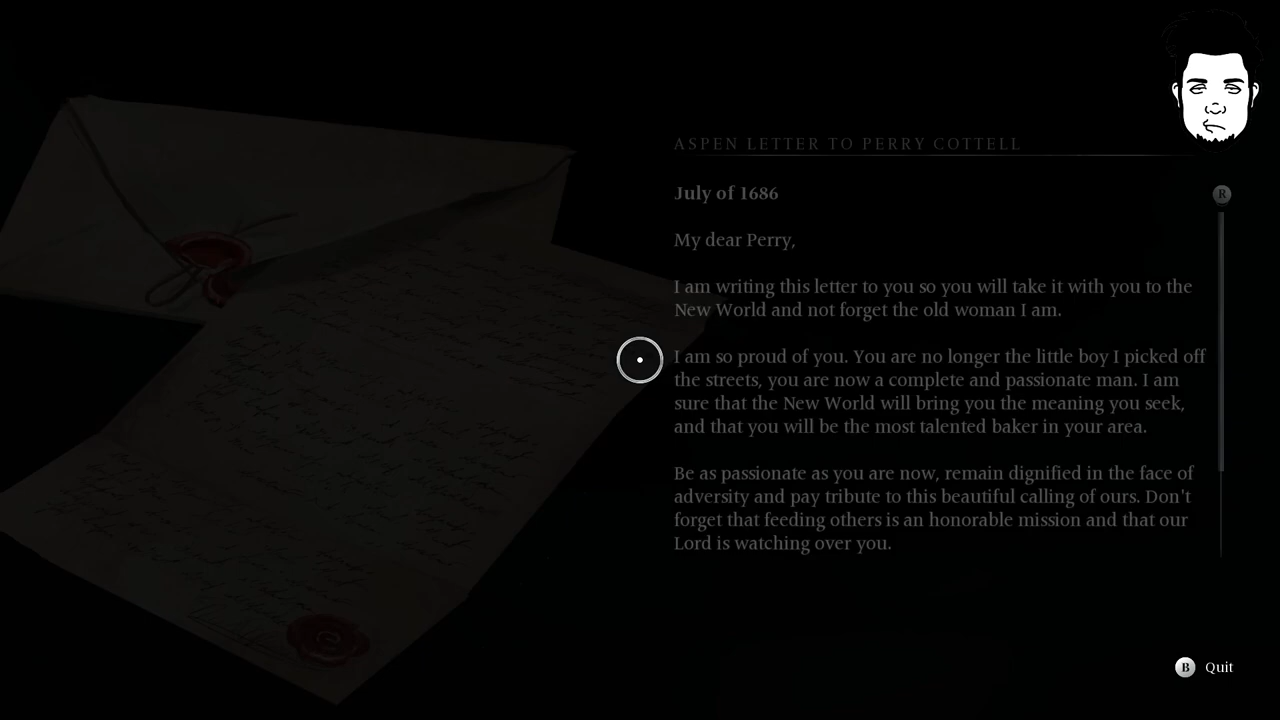 ASPEN LETTER TO PERRY COTTELL
July of 1686
R
My dear Perry,
I am writing this letter to you so you will take it with you to the
New World and not forget the old woman I am.
I am so proud of you. You are no longer the little boy I picked off
the streets, you are now a complete and passionate man. I am
sure that the New World will bring you the meaning you seek,
and that you will be the most talented baker in your area.
Be as passionate as you are now, remain dignified in the face of
adversity and pay tribute to this beautiful calling of ours. Don't
forget that feeding others is an honorable mission and that our
Lord is watching over you.
B Quit